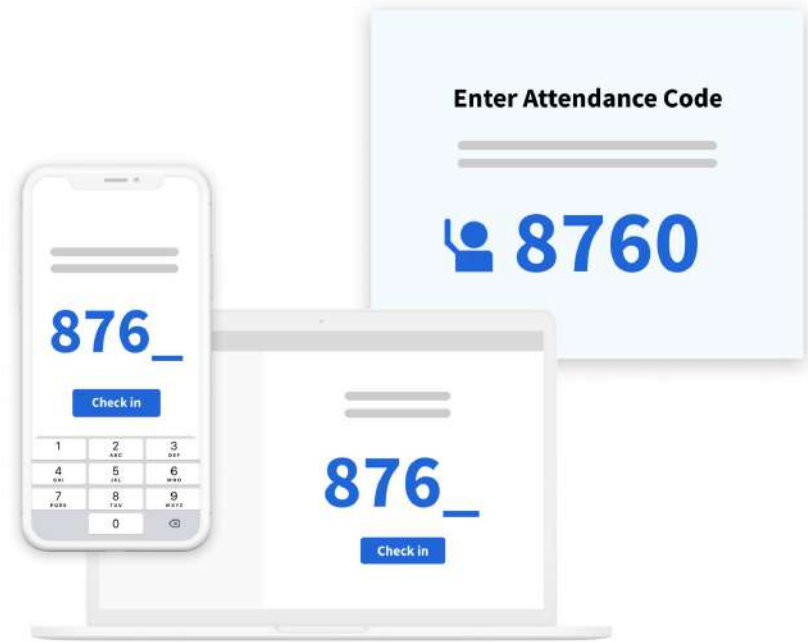 Enter Attendance Code
8760
876_
Check in
1 2 3
ABC DEF
4 5 6
GHI JKL MNO
7 8 9
PQRS TUV WXYZ
0
876_
Check in